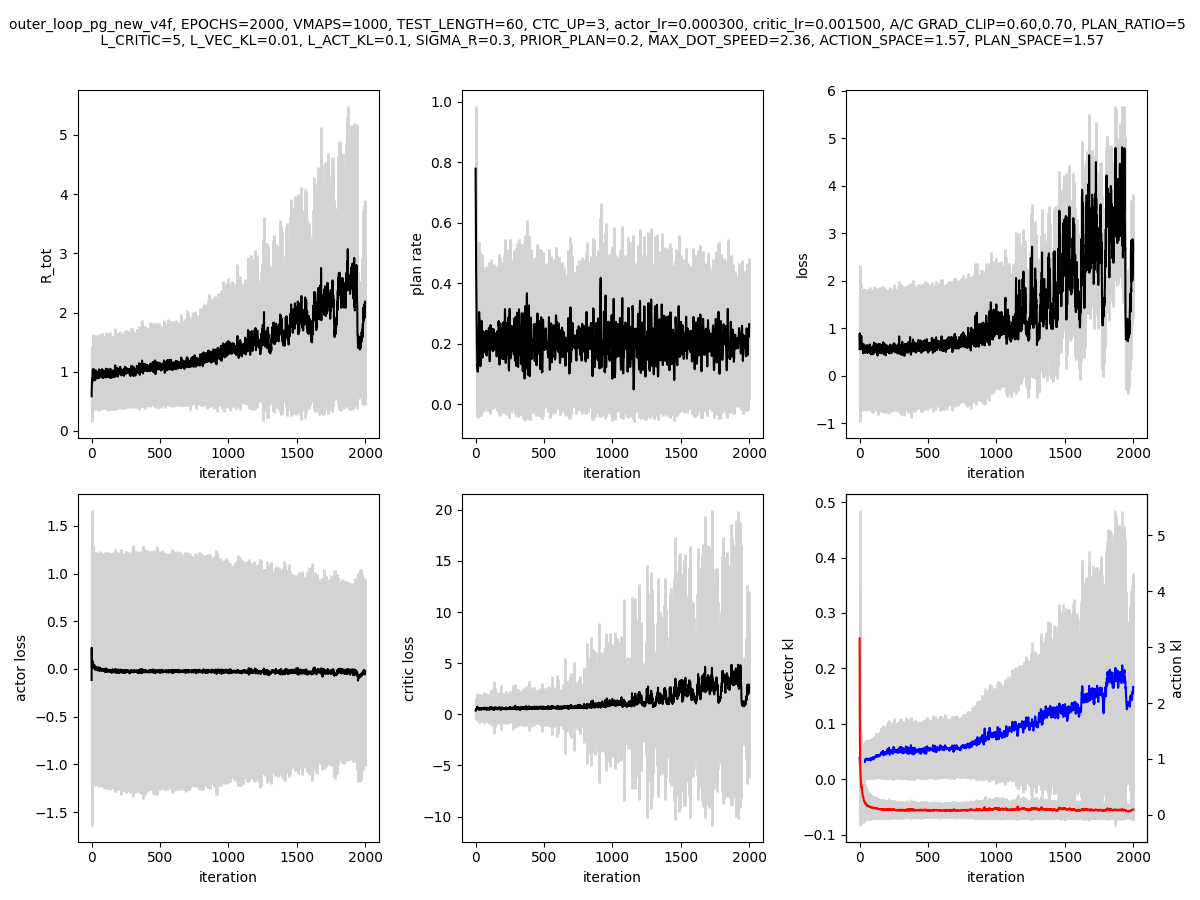 outer_loop_pg_new_v4f, EPOCHS=2000, VMAPS=1000, TEST_LENGTH=60, CTC_UP=3, actor_lr=0.000300, critic_lr=0.001500, A/C GRAD_CLIP=0.60,0.70, PLAN_RATIO=5
L_CRITIC=5, L_VEC_KL=0.01, L_ACT_KL=0.1, SIGMA_R=0.3, PRIOR_PLAN=0.2, MAX_DOT_SPEED=2.36, ACTION_SPACE=1.57, PLAN_SPACE=1.57
R_tot
5
4
3
2
1
0
0 500 1000 1500 2000
iteration
plan rate
1.0
0.8
0.6
0.4
0.2
0.0
0 500 1000 1500 2000
iteration
loss
6
5
4
3
2
1
0
−1
0 500 1000 1500 2000
iteration
actor loss
1.5
1.0
0.5
0.0
−0.5
−1.0
−1.5
0 500 1000 1500 2000
iteration
critic loss
20
15
10
5
0
−5
−10
0 500 1000 1500 2000
iteration
vector kl
0.5
0.4
0.3
0.2
0.1
0.0
−0.1
0 500 1000 1500 2000
iteration
5
4
3
2
1
0
action kl